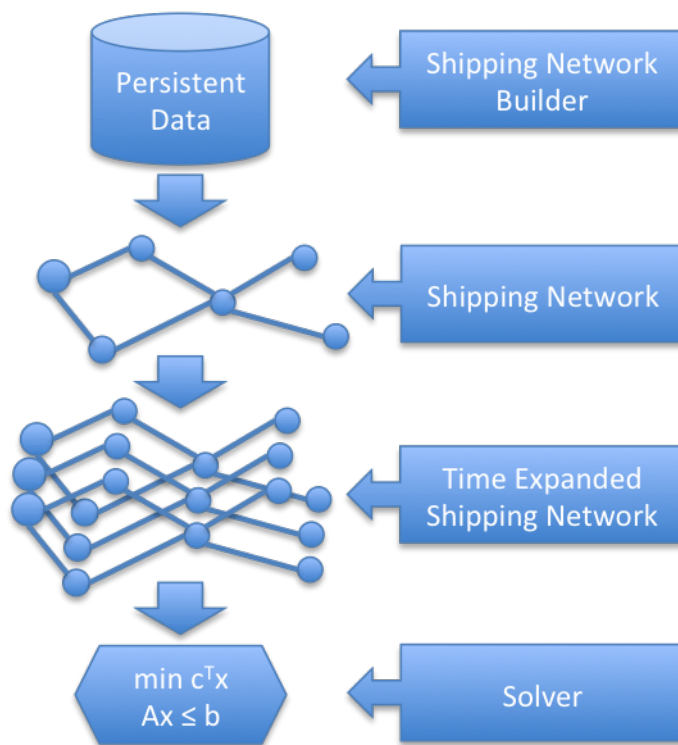 Persistent
Data
Shipping Network
Builder
Shipping Network
Time Expanded
Shipping Network
min cᵀx
Ax ≤ b
Solver